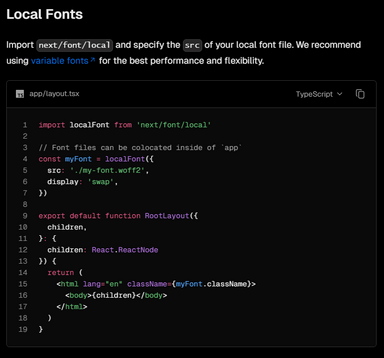 Local Fonts
Import next/font/local and specify the src of your local font file. We recommend
using variable fonts for the best performance and flexibility.
app/layout.tsx
TypeScript
1 import localFont from 'next/font/local'
2
3 // Font files can be colocated inside of `app`
4 const myFont = localFont({
5   src: './my-font.woff2',
6   display: 'swap',
7 })
8
9 export default function RootLayout({
10   children,
11 }: {
12   children: React.ReactNode
13 }) {
14   return (
15     <html lang="en" className={myFont.className}>
16       <body>{children}</body>
17     </html>
18   )
19 }